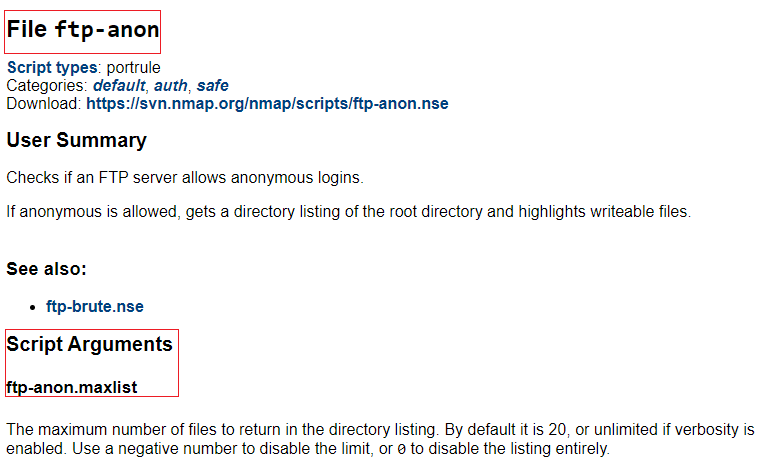 File ftp-anon
Script types: portrule
Categories: default, auth, safe
Download: https://svn.nmap.org/nmap/scripts/ftp-anon.nse
User Summary
Checks if an FTP server allows anonymous logins.
If anonymous is allowed, gets a directory listing of the root directory and highlights writeable files.
See also:
• ftp-brute.nse
Script Arguments
ftp-anon.maxlist
The maximum number of files to return in the directory listing. By default it is 20, or unlimited if verbosity is
enabled. Use a negative number to disable the limit, or 0 to disable the listing entirely.